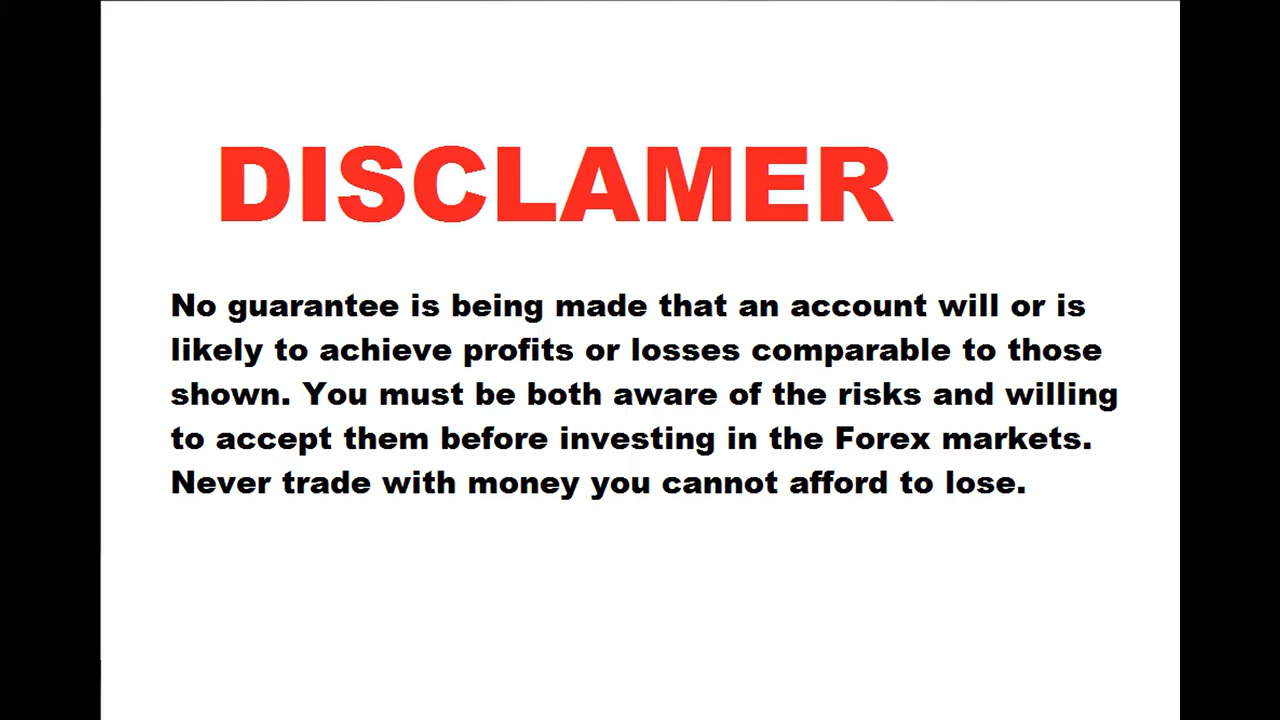 DISCLAMER
No guarantee is being made that an account will or is
likely to achieve profits or losses comparable to those
shown. You must be both aware of the risks and willing
to accept them before investing in the Forex markets.
Never trade with money you cannot afford to lose.